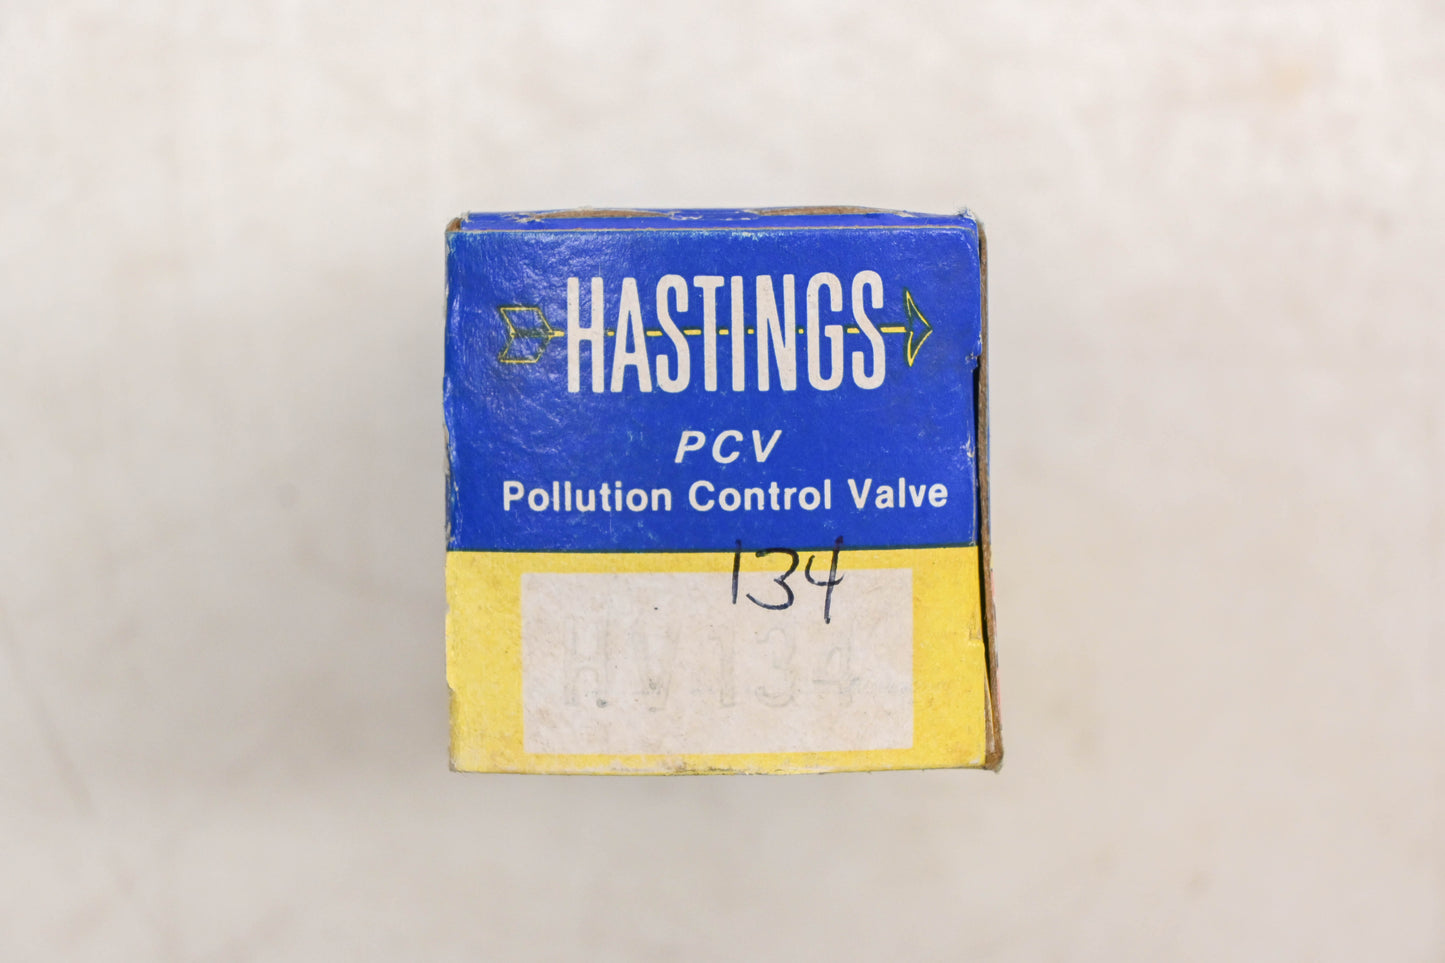 HASTINGS
PCV
Pollution Control Valve
134
HV134